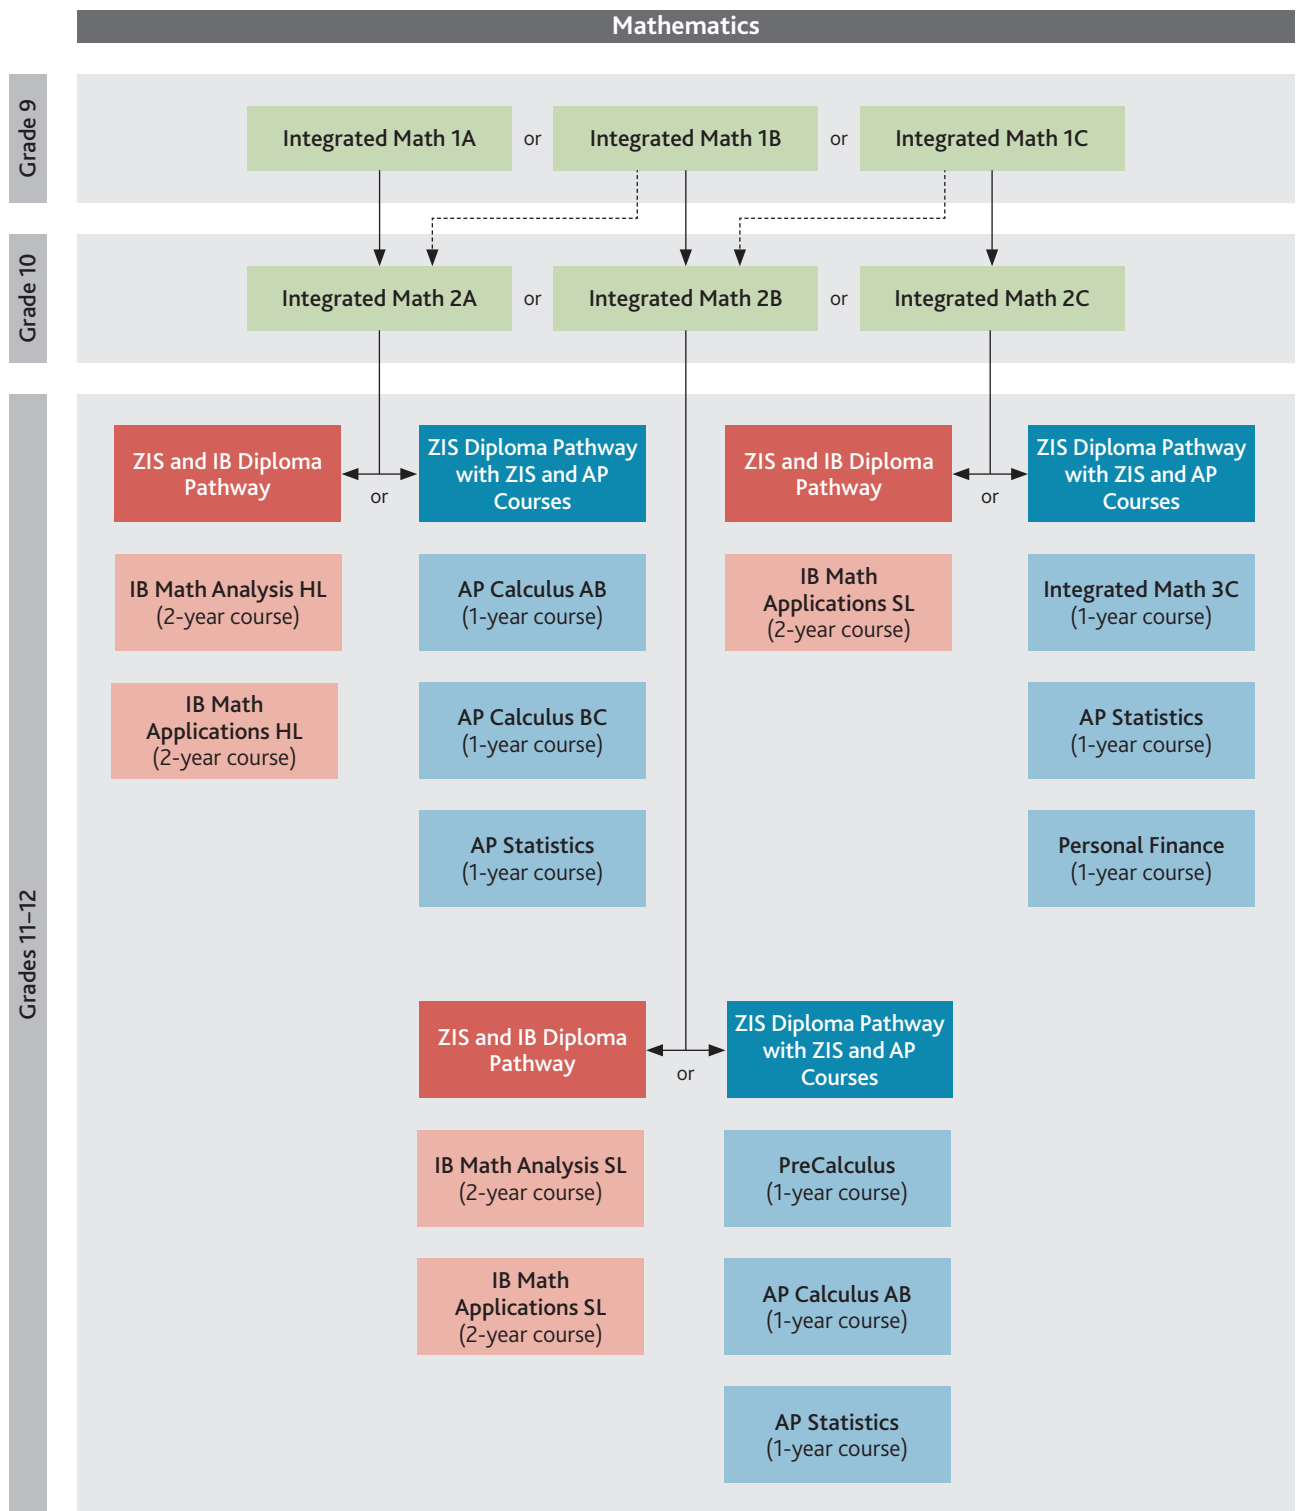 Mathematics
Grade 9
Integrated Math 1A
or
Integrated Math 1B
or
Integrated Math 1C
Grade 10
Integrated Math 2A
or
Integrated Math 2B
or
Integrated Math 2C
Grades 11–12
ZIS and IB Diploma
Pathway
or
ZIS Diploma Pathway
with ZIS and AP
Courses
IB Math Analysis HL
(2-year course)
IB Math
Applications HL
(2-year course)
AP Calculus AB
(1-year course)
AP Calculus BC
(1-year course)
AP Statistics
(1-year course)
ZIS and IB Diploma
Pathway
or
ZIS Diploma Pathway
with ZIS and AP
Courses
IB Math
Applications SL
(2-year course)
Integrated Math 3C
(1-year course)
AP Statistics
(1-year course)
Personal Finance
(1-year course)
ZIS and IB Diploma
Pathway
or
ZIS Diploma Pathway
with ZIS and AP
Courses
IB Math Analysis SL
(2-year course)
IB Math
Applications SL
(2-year course)
PreCalculus
(1-year course)
AP Calculus AB
(1-year course)
AP Statistics
(1-year course)